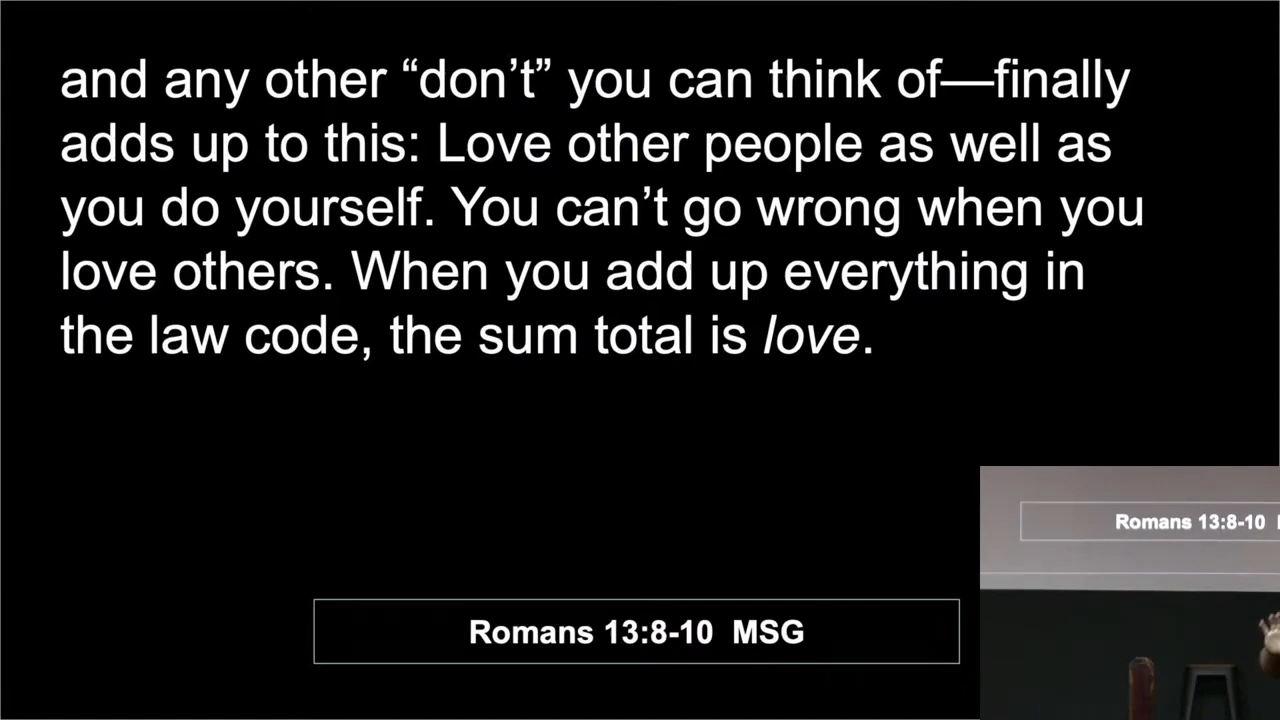 and any other “don’t” you can think of—finally
adds up to this: Love other people as well as
you do yourself. You can’t go wrong when you
love others. When you add up everything in
the law code, the sum total is love.
Romans 13:8-10 MSG
Romans 13:8-10